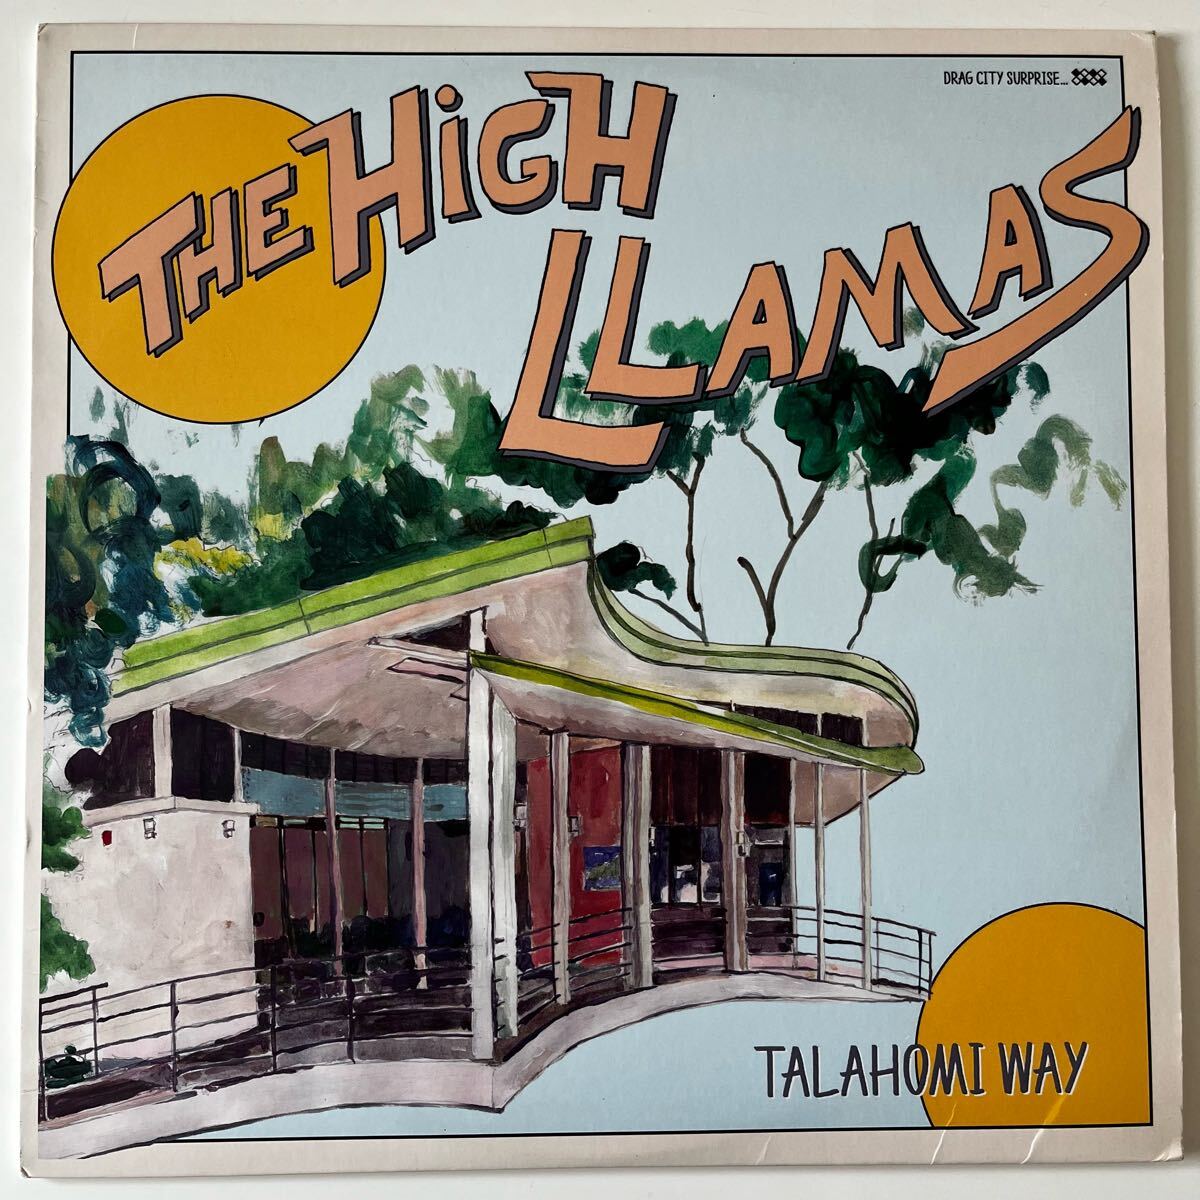 DRAG CITY SURPRISE...
THE HiGH
LLAMAS
TALAHOMI WAY